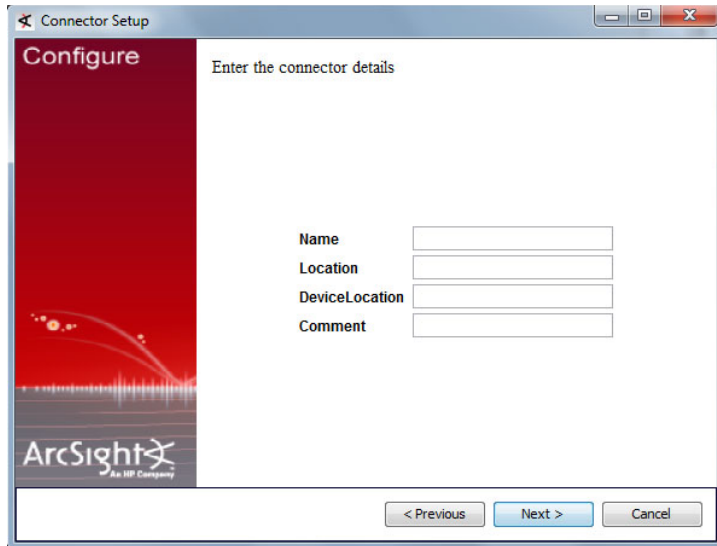 Connector Setup
Configure
Enter the connector details
Name
Location
DeviceLocation
Comment
ArcSight
An HP Company
< Previous
Next >
Cancel